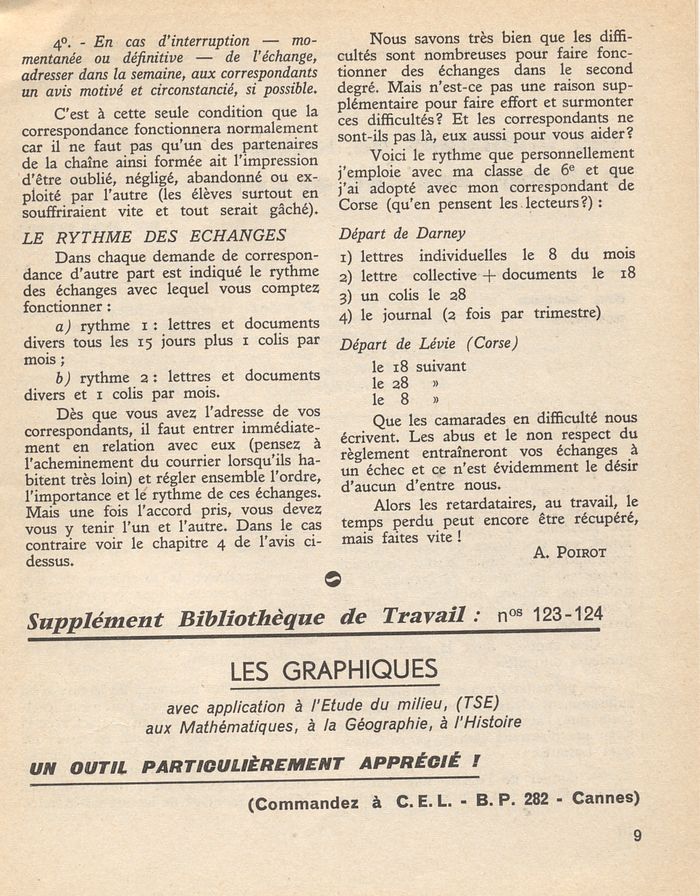 4º. - En cas d'interruption — mo-
mentanée ou définitive — de l'échange,
adresser dans la semaine, aux correspondants
un avis motivé et circonstancié, si possible.
C'est à cette seule condition que la
correspondance fonctionnera normalement
car il ne faut pas qu'un des partenaires
de la chaîne ainsi formée ait l'impression
d'être oublié, négligé, abandonné ou ex-
ploité par l'autre (les élèves surtout en
souffriraient vite et tout serait gâché).
LE RYTHME DES ECHANGES
Dans chaque demande de correspon-
dance d'autre part est indiqué le rythme
des échanges avec lequel vous comptez
fonctionner :
a) rythme 1 : lettres et documents
divers tous les 15 jours plus 1 colis par
mois ;
b) rythme 2 : lettres et documents
divers et 1 colis par mois.
Dès que vous avez l'adresse de vos
correspondants, il faut entrer immédiate-
ment en relation avec eux (pensez à
l'acheminement du courrier lorsqu'ils ha-
bitent très loin) et régler ensemble l'ordre,
l'importance et le rythme de ces échanges.
Mais une fois l'accord pris, vous devez
vous y tenir l'un et l'autre. Dans le cas
contraire voir le chapitre 4 de l'avis ci-
dessus.
Nous savons très bien que les diffi-
cultés sont nombreuses pour faire fonc-
tionner des échanges dans le second
degré. Mais n'est-ce pas une raison sup-
plémentaire pour faire effort et surmonter
ces difficultés? Et les correspondants ne
sont-ils pas là, eux aussi pour vous aider?
Voici le rythme que personnellement
j'emploie avec ma classe de 6e et que
j'ai adopté avec mon correspondant de
Corse (qu'en pensent les lecteurs?) :
Départ de Darney
1) lettres individuelles le 8 du mois
2) lettre collective + documents le 18
3) un colis le 28
4) le journal (2 fois par trimestre)
Départ de Lévie (Corse)
le 18 suivant
le 28 »
le 8 »
Que les camarades en difficulté nous
écrivent. Les abus et le non respect du
règlement entraîneront vos échanges à
un échec et ce n'est évidemment le désir
d'aucun d'entre nous.
Alors les retardataires, au travail, le
temps perdu peut encore être récupéré,
mais faites vite !
A. POIROT
Supplément Bibliothèque de Travail : nos 123-124
LES GRAPHIQUES
avec application à l'Etude du milieu, (TSE)
aux Mathématiques, à la Géographie, à l'Histoire
UN OUTIL PARTICULIÈREMENT APPRÉCIÉ !
(Commandez à C.E.L. - B.P. 282 - Cannes)
9